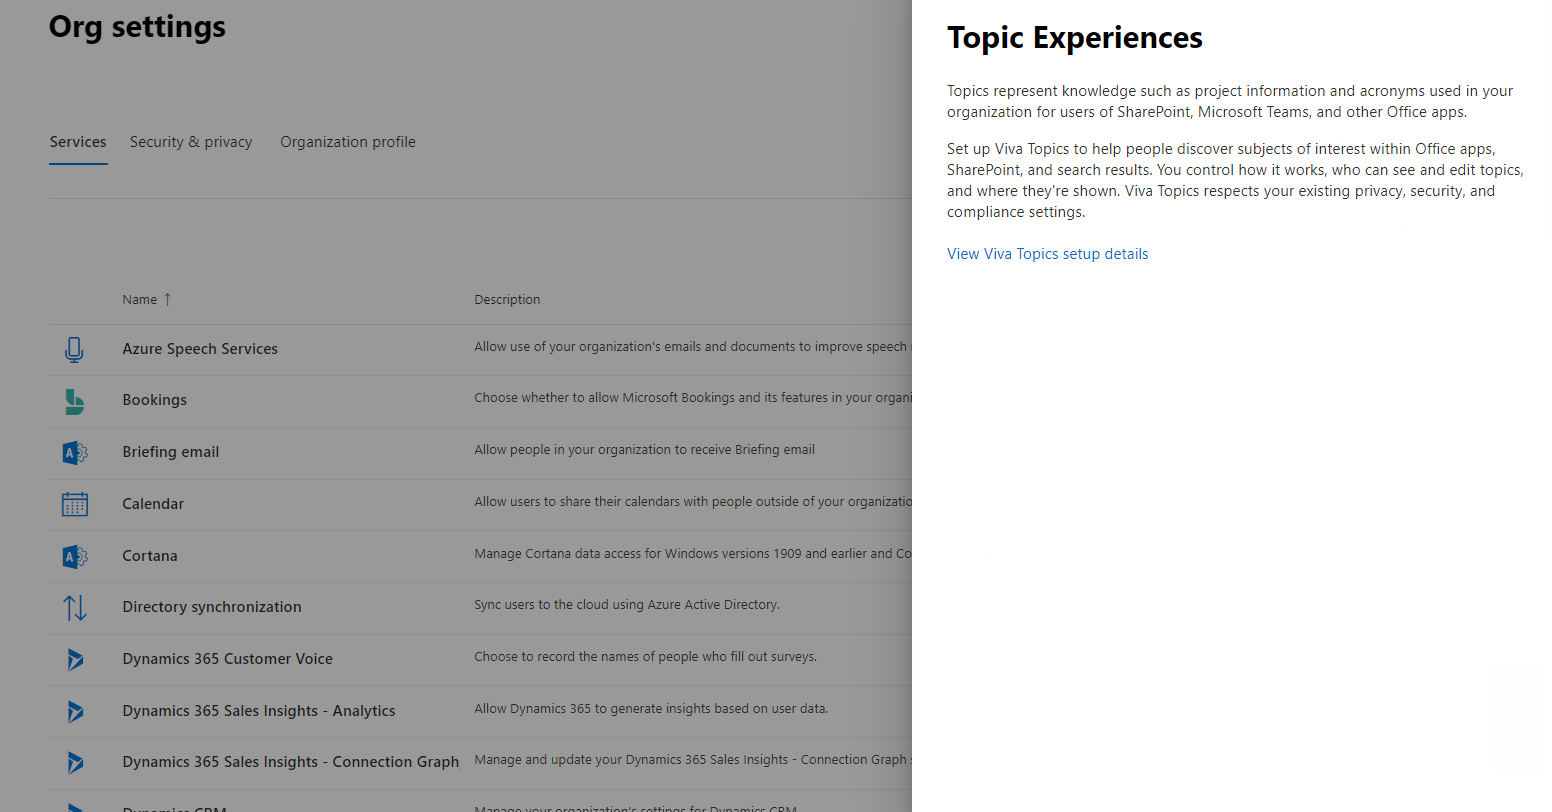 Org settings
Services
Security & privacy
Organization profile
Name ↑
Description
Azure Speech Services
Allow use of your organization's emails and documents to improve speech
Bookings
Choose whether to allow Microsoft Bookings and its features in your organi
Briefing email
Allow people in your organization to receive Briefing email
Calendar
Allow users to share their calendars with people outside of your organizatio
Cortana
Manage Cortana data access for Windows versions 1909 and earlier and Co
Directory synchronization
Sync users to the cloud using Azure Active Directory.
Dynamics 365 Customer Voice
Choose to record the names of people who fill out surveys.
Dynamics 365 Sales Insights - Analytics
Allow Dynamics 365 to generate insights based on user data.
Dynamics 365 Sales Insights - Connection Graph
Manage and update your Dynamics 365 Sales Insights - Connection Graph
Dynamics CRM
Manage your organization's settings for Dynamics CRM
Topic Experiences
Topics represent knowledge such as project information and acronyms used in your
organization for users of SharePoint, Microsoft Teams, and other Office apps.
Set up Viva Topics to help people discover subjects of interest within Office apps,
SharePoint, and search results. You control how it works, who can see and edit topics,
and where they're shown. Viva Topics respects your existing privacy, security, and
compliance settings.
View Viva Topics setup details